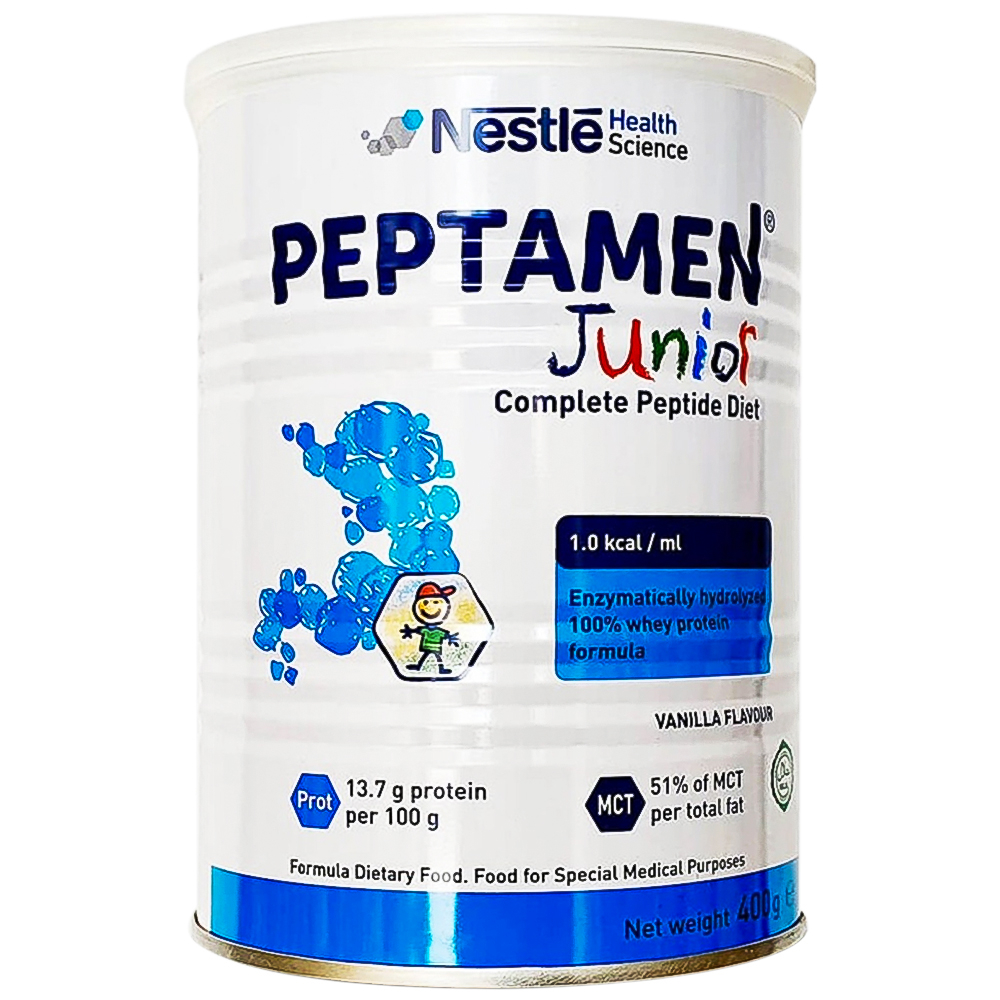 Nestlé Health Science
PEPTAMEN®
Junior
Complete Peptide Diet
1.0 kcal / ml
Enzymatically hydrolyzed
100% whey protein
formula
VANILLA FLAVOUR
Prot 13.7 g protein
per 100 g
MCT 51% of MCT
per total fat
Formula Dietary Food. Food for Special Medical Purposes
Net weight 400g